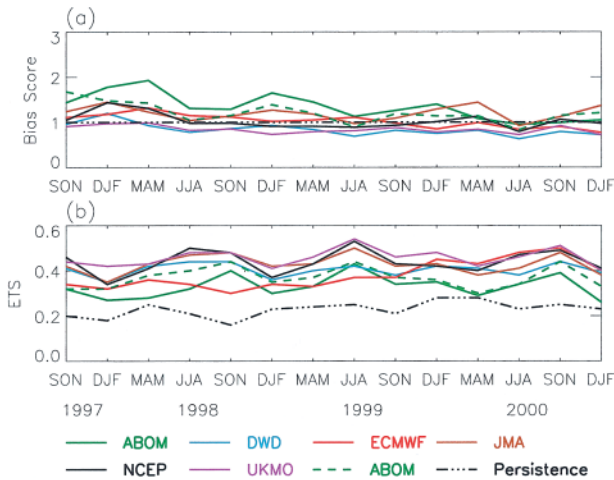 (a)
3
2
1
0
Bias Score
SON DJF MAM JJA SON DJF MAM JJA SON DJF MAM JJA SON DJF
(b)
0.6
0.4
0.2
0.0
ETS
SON DJF MAM JJA SON DJF MAM JJA SON DJF MAM JJA SON DJF
1997 1998 1999 2000
ABOM DWD ECMWF JMA
NCEP UKMO ABOM Persistence